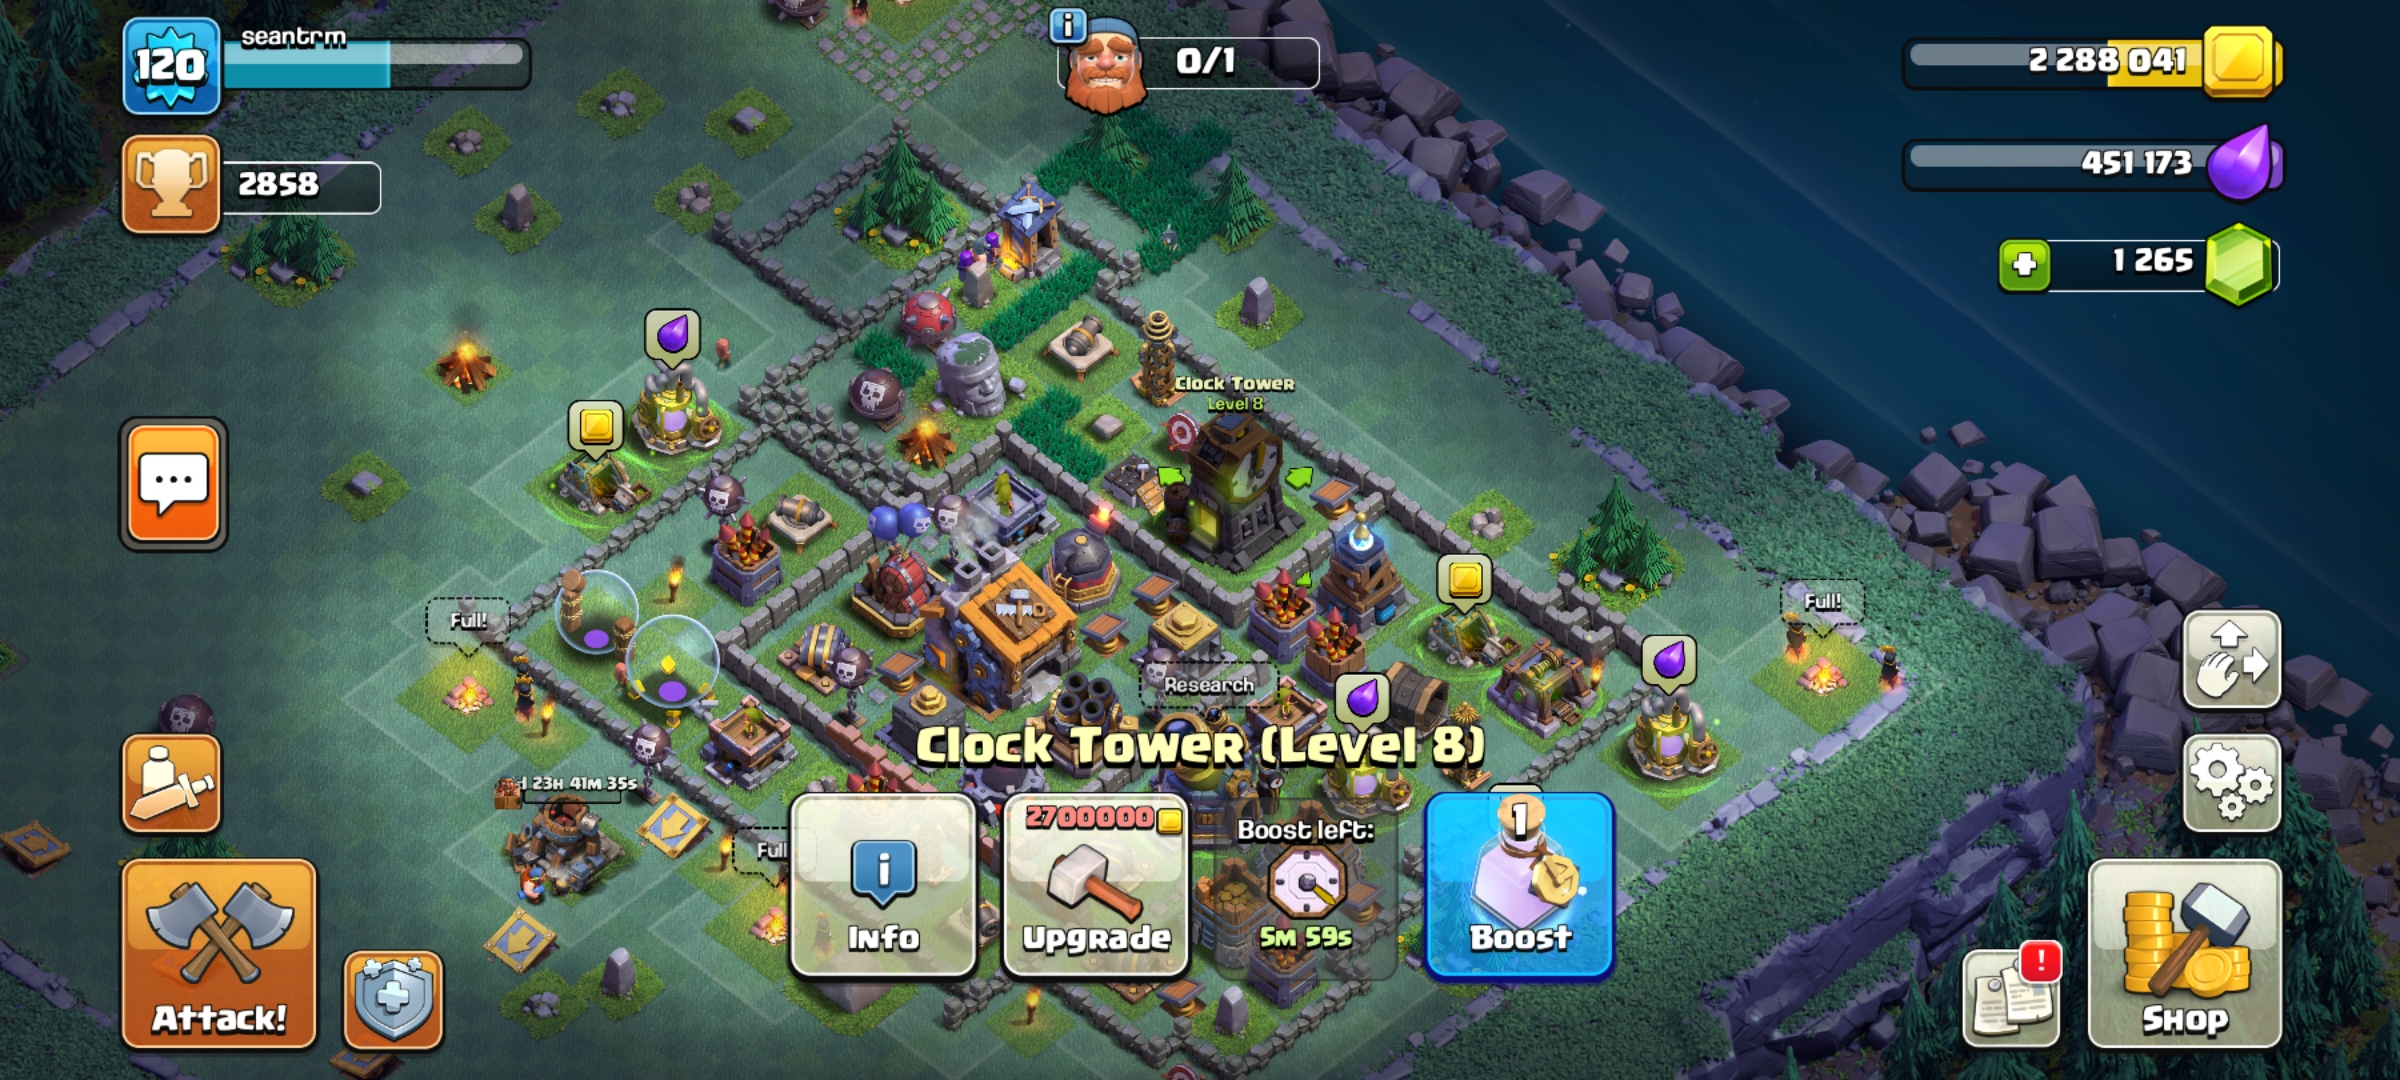 120
seantrm
0/1
2 288 041
2858
451 173
1 265
Clock Tower
Level 8
Full!
Full!
Research
Clock Tower (Level 8)
23H 41M 35s
Full
Info
2700000
Upgrade
Boost left:
5M 59s
1
Boost
Attack!
!
Shop